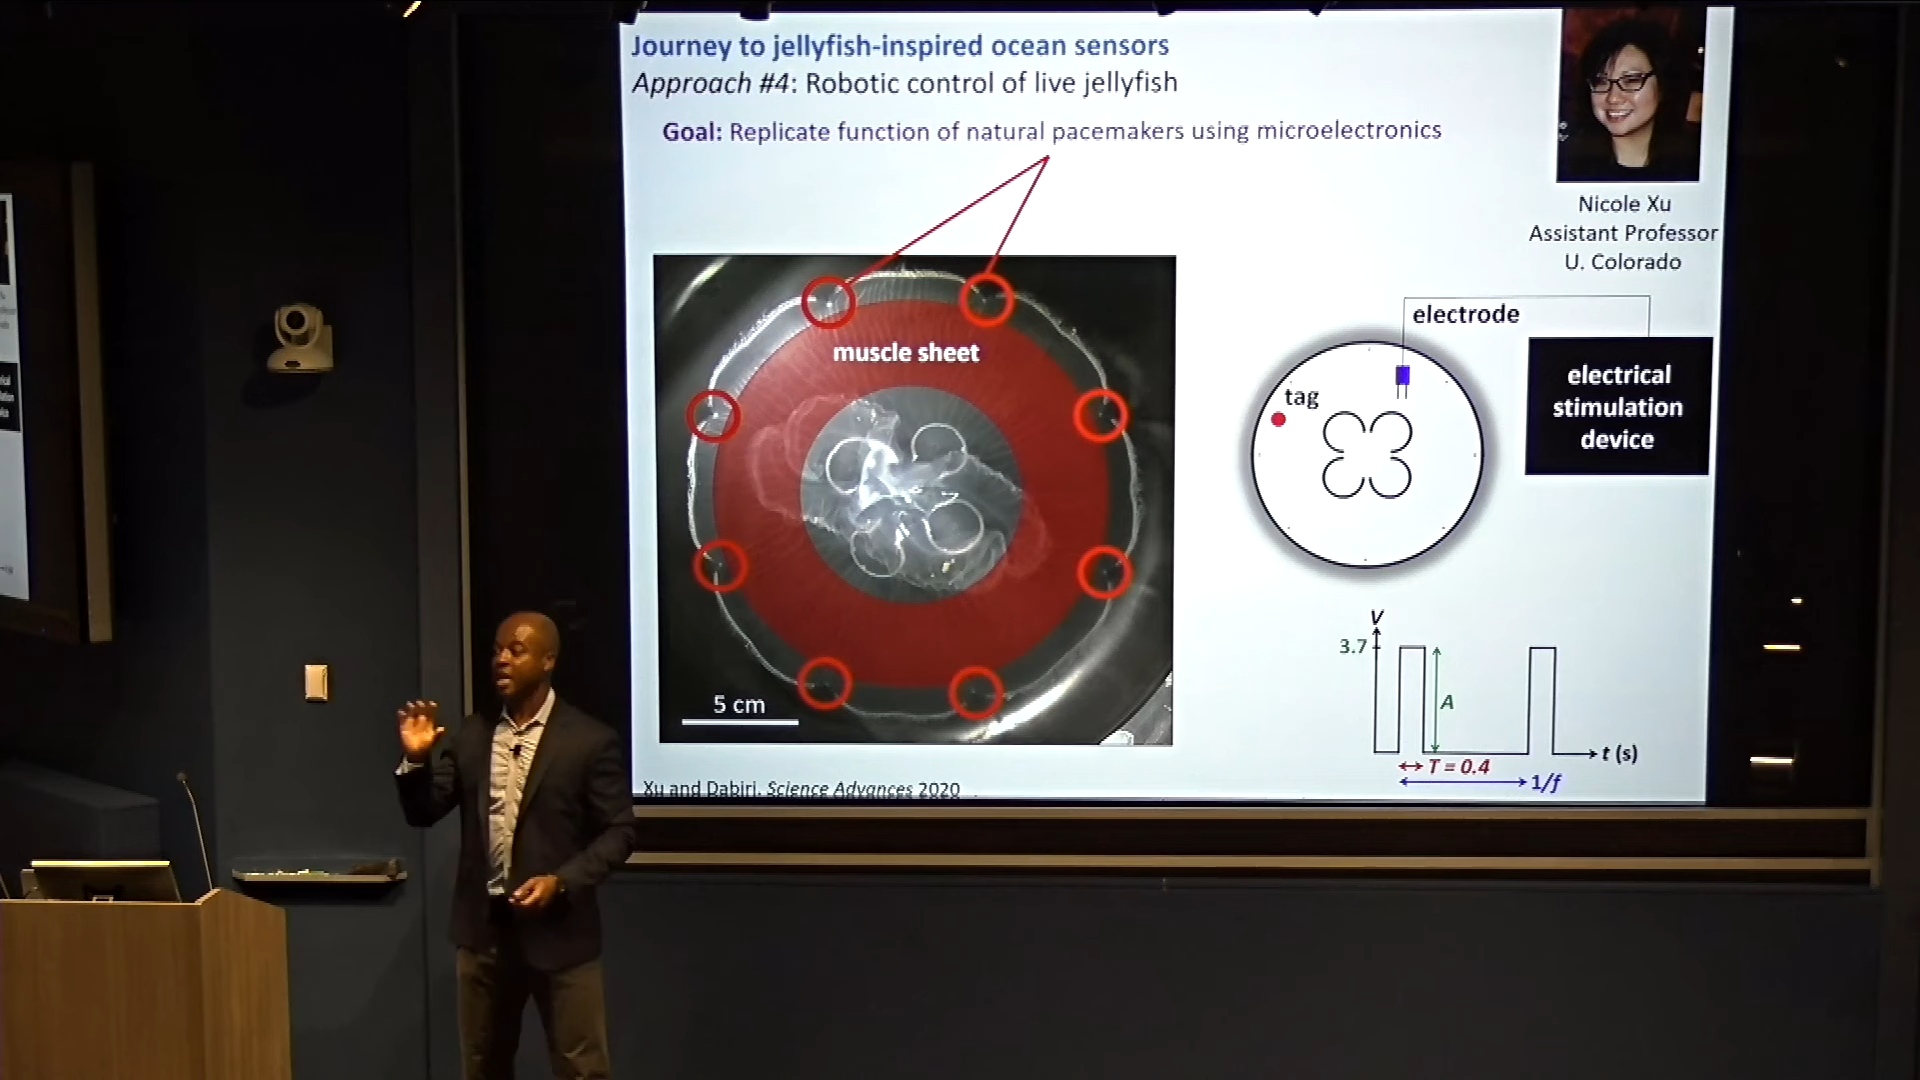 Journey to jellyfish-inspired ocean sensors
Approach #4: Robotic control of live jellyfish
Goal: Replicate function of natural pacemakers using microelectronics
Nicole Xu
Assistant Professor
U. Colorado
muscle sheet
5 cm
electrode
tag
electrical
stimulation
device
V
3.7
A
t (s)
T = 0.4
1/f
Xu and Dabiri, Science Advances 2020